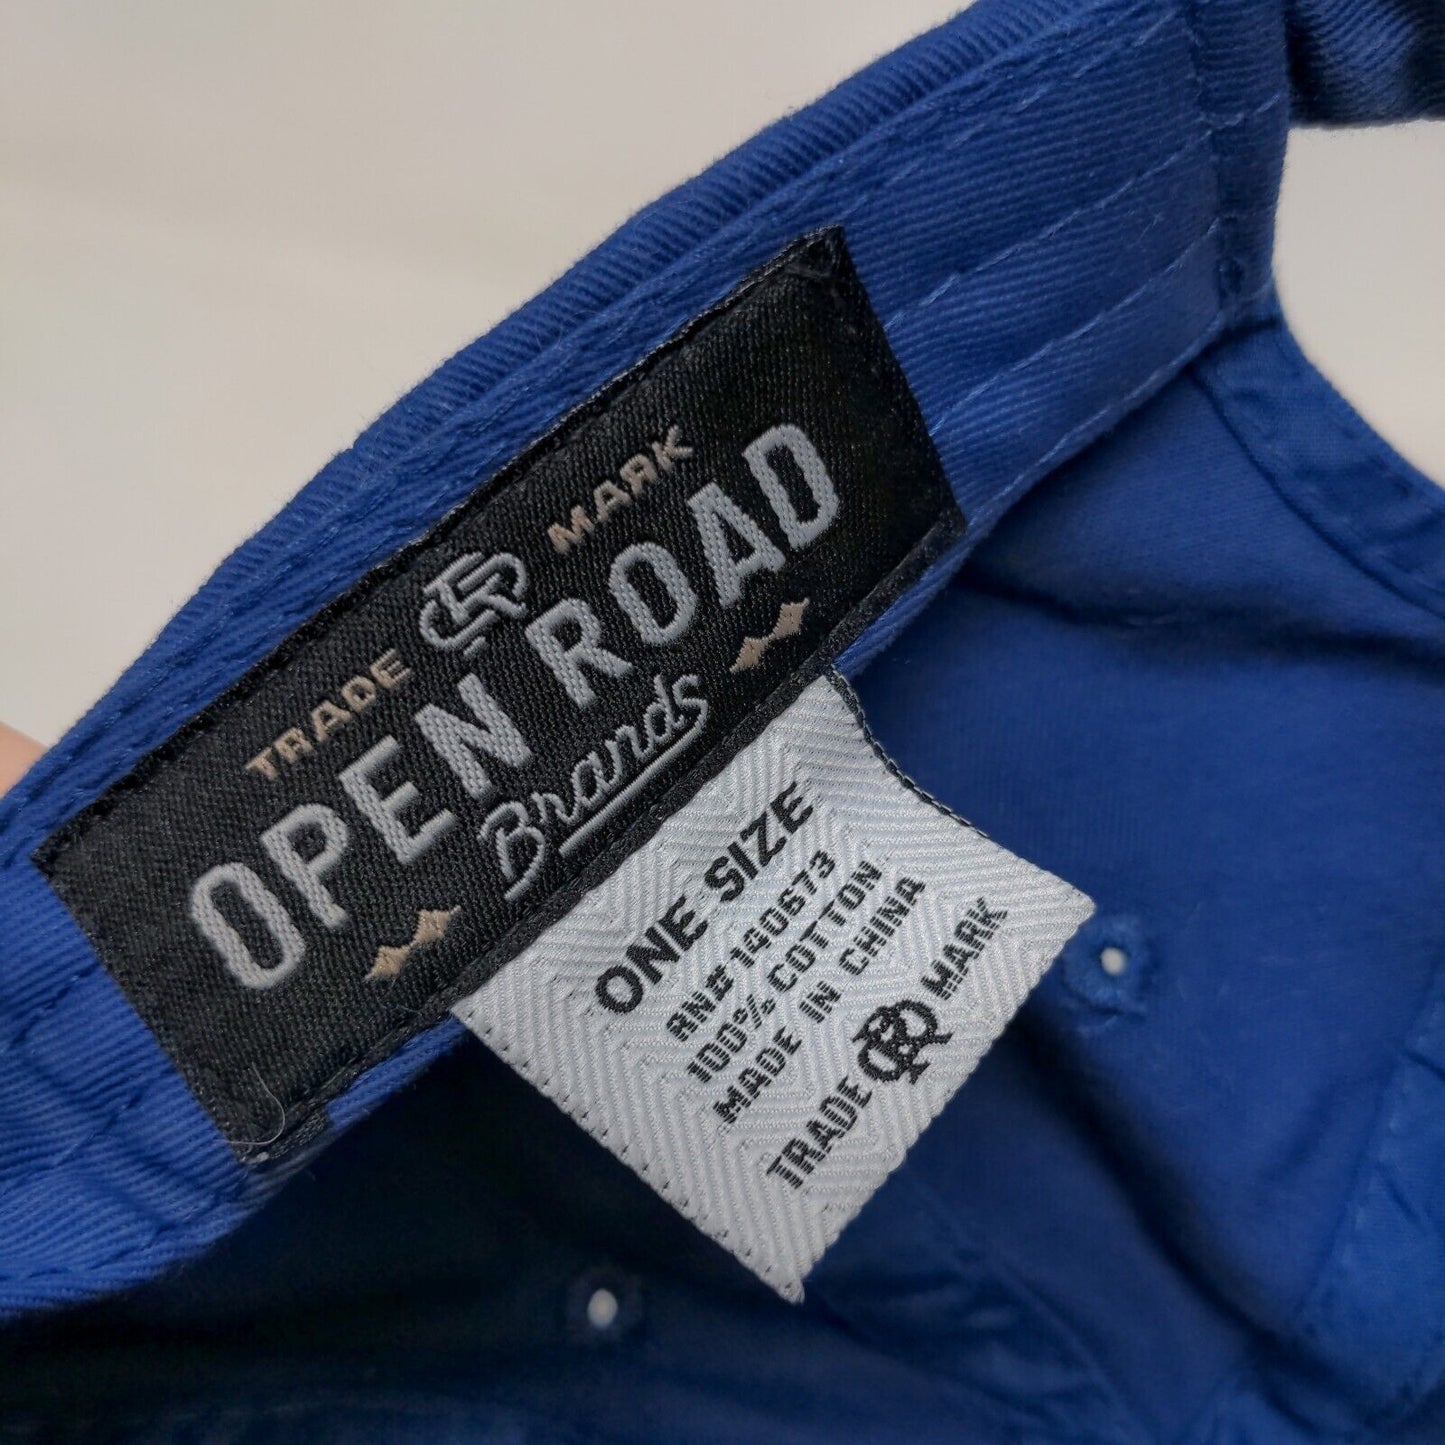 TRADE MARK
OPEN ROAD
Brands
ONE SIZE
RN# 140673
100% COTTON
MADE IN CHINA
TRADE MARK